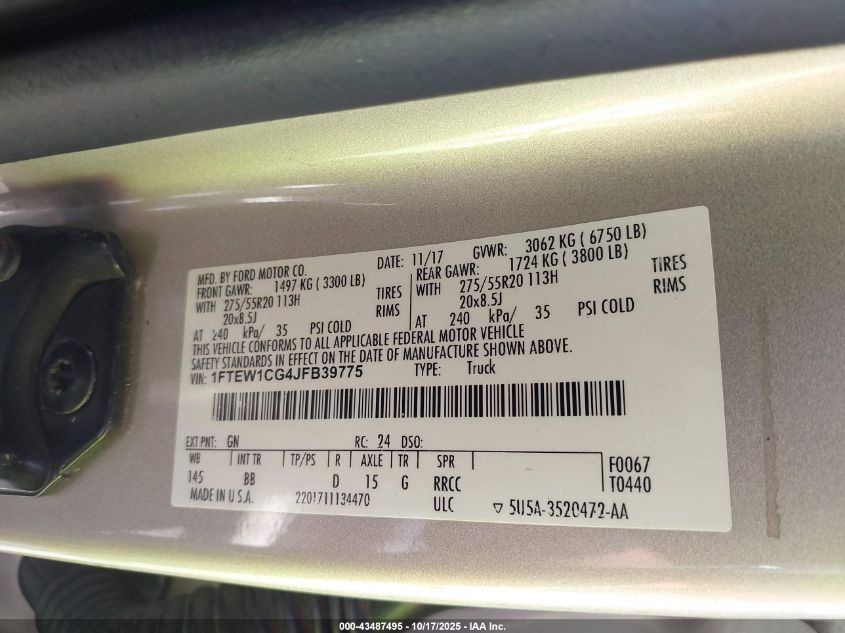 MFD. BY FORD MOTOR CO. DATE: 11/17 GVWR: 3062 KG ( 6750 LB)
FRONT GAWR: 1497 KG ( 3300 LB) REAR GAWR: 1724 KG ( 3800 LB)
WITH 275/55R20 113H TIRES WITH 275/55R20 113H TIRES
20x8.5J RIMS 20x8.5J RIMS
AT 240 kPa/ 35 PSI COLD AT 240 kPa/ 35 PSI COLD
THIS VEHICLE CONFORMS TO ALL APPLICABLE FEDERAL MOTOR VEHICLE
SAFETY STANDARDS IN EFFECT ON THE DATE OF MANUFACTURE SHOWN ABOVE.
VIN: 1FTEW1CG4JFB39775 TYPE: Truck
EXT PNT: GN RC: 24 DSO:
WB INT TR TP/PS R AXLE TR SPR F0067
145 BB D 15 G RRCC T0440
MADE IN U.S.A. 2201711134470 ULC ▽ 5U5A-3520472-AA
000-43487495 - 10/17/2025 - IAA Inc.